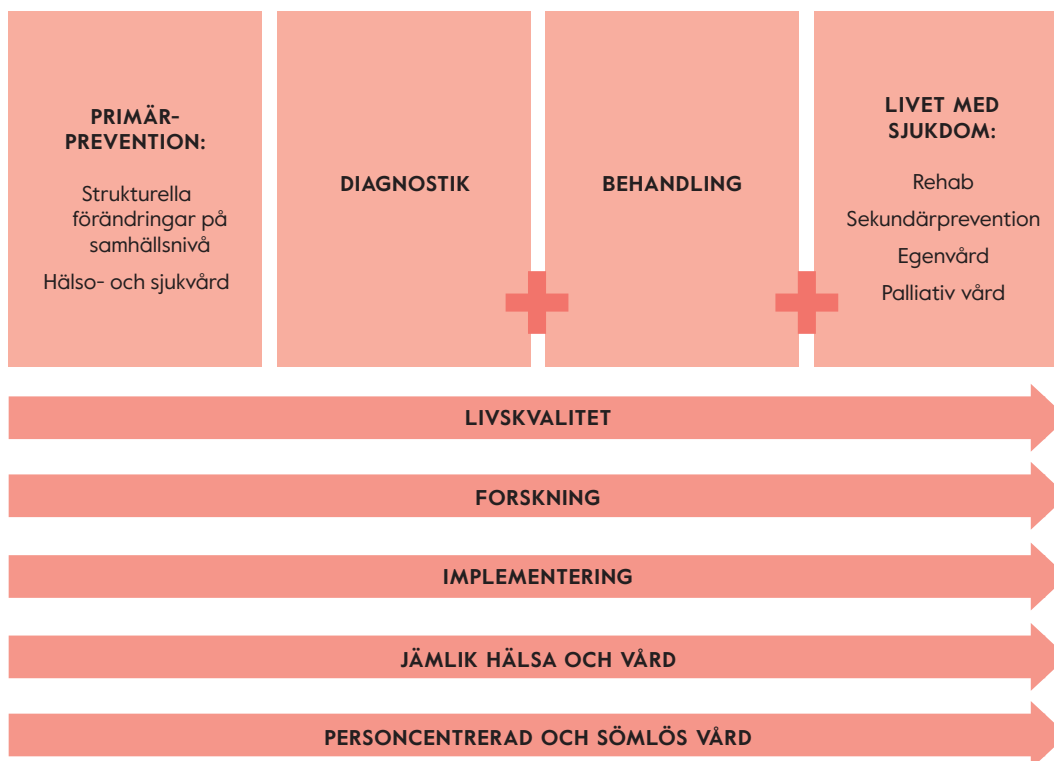 PRIMÄR-
PREVENTION:
Strukturella
förändringar på
samhällsnivå
Hälso- och sjukvård
DIAGNOSTIK
BEHANDLING
LIVET MED
SJUKDOM:
Rehab
Sekundärprevention
Egenvård
Palliativ vård
LIVSKVALITET
FORSKNING
IMPLEMENTERING
JÄMLIK HÄLSA OCH VÅRD
PERSONCENTRERAD OCH SÖMLÖS VÅRD